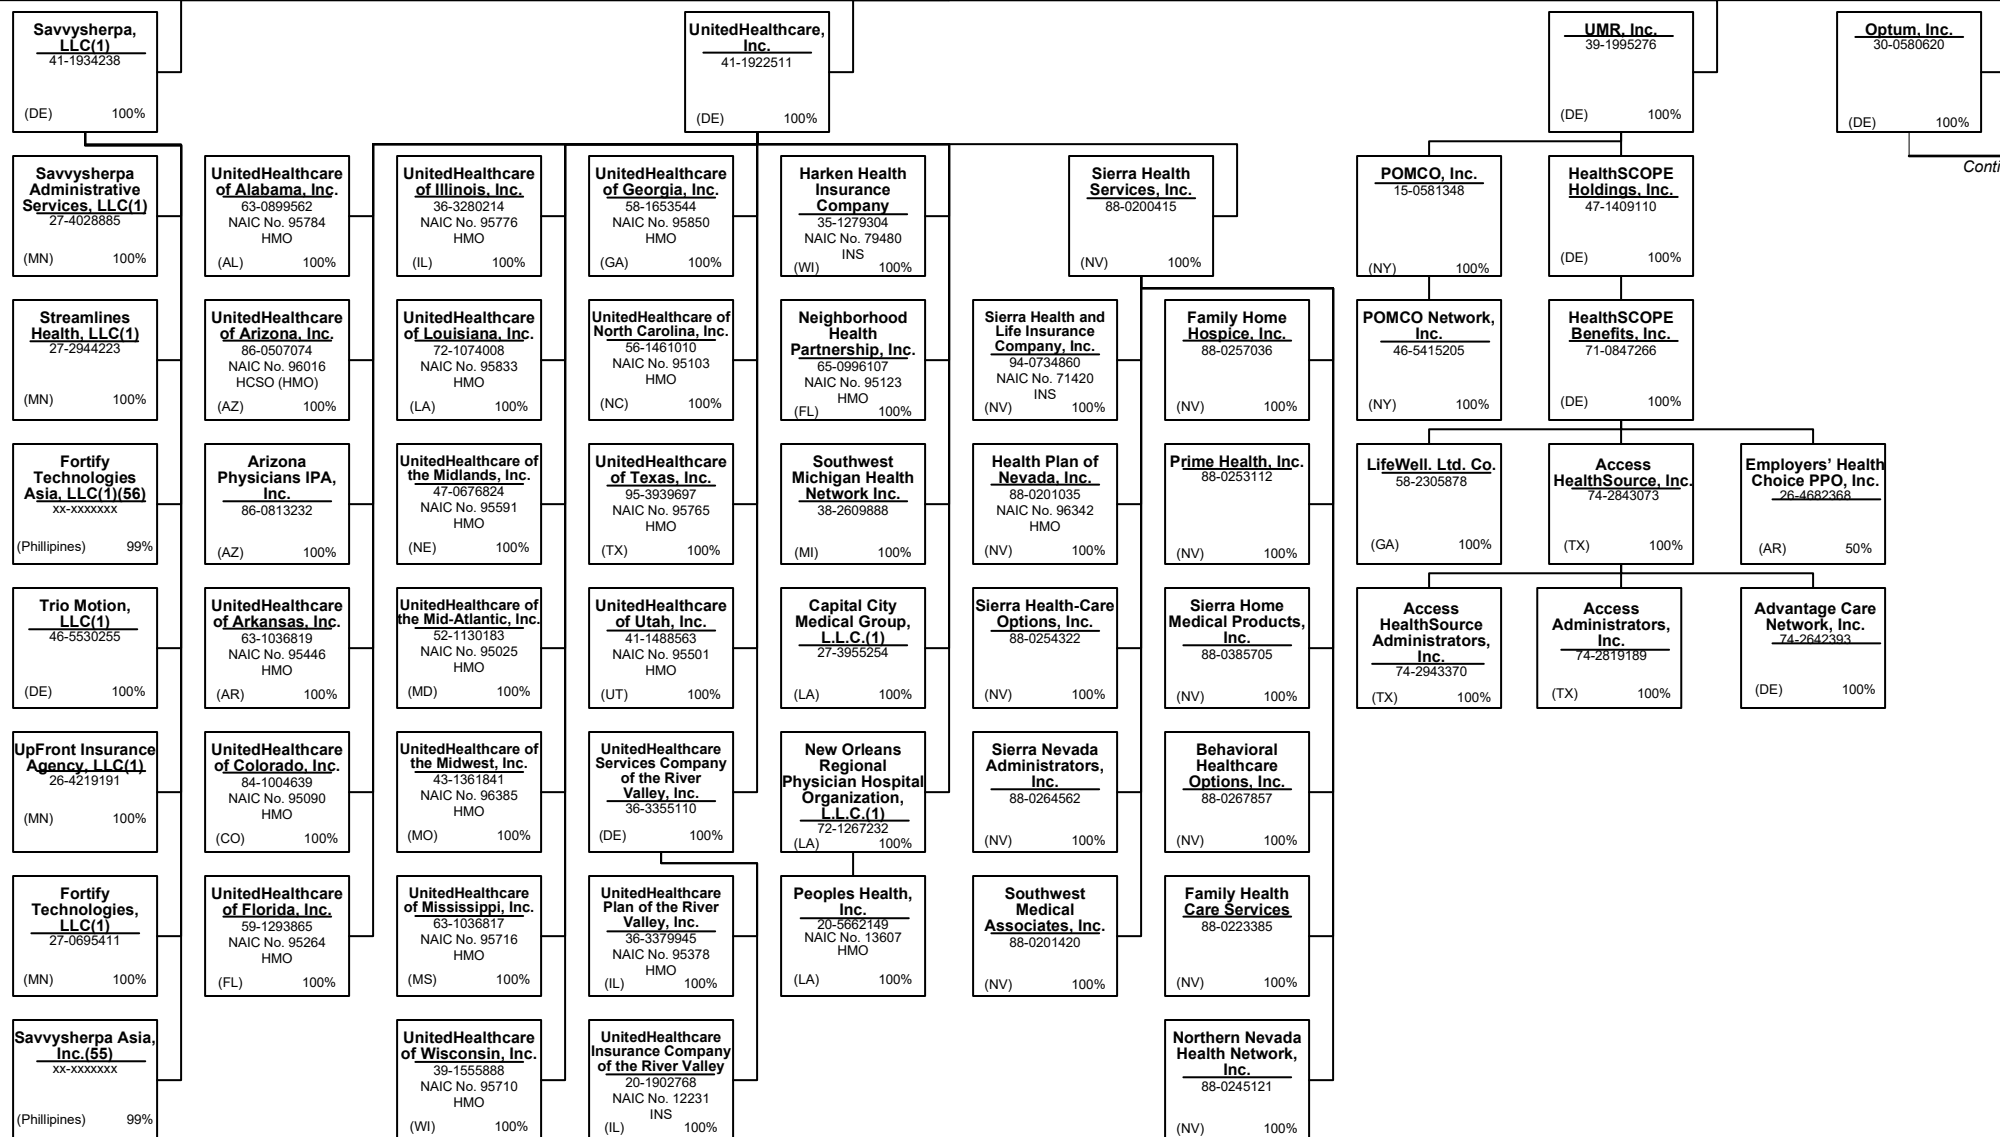 Savvysherpa,
LLC(1)
41-1934238
(DE) 100%
UnitedHealthcare,
Inc.
41-1922511
(DE) 100%
UMR, Inc.
39-1995276
(DE) 100%
Optum, Inc.
30-0580620
(DE) 100%
Conti
Savvysherpa
Administrative
Services, LLC(1)
27-4028885
(MN) 100%
UnitedHealthcare
of Alabama, Inc.
63-0899562
NAIC No. 95784
HMO
(AL) 100%
UnitedHealthcare
of Illinois, Inc.
36-3280214
NAIC No. 95776
HMO
(IL) 100%
UnitedHealthcare
of Georgia, Inc.
58-1653544
NAIC No. 95850
HMO
(GA) 100%
Harken Health
Insurance
Company
35-1279304
NAIC No. 79480
INS
(WI) 100%
Sierra Health
Services, Inc.
88-0200415
(NV) 100%
POMCO, Inc.
15-0581348
(NY) 100%
HealthSCOPE
Holdings, Inc.
47-1409110
(DE) 100%
Streamlines
Health, LLC(1)
27-2944223
(MN) 100%
UnitedHealthcare
of Arizona, Inc.
86-0507074
NAIC No. 96016
HCSO (HMO)
(AZ) 100%
UnitedHealthcare
of Louisiana, Inc.
72-1074008
NAIC No. 95833
HMO
(LA) 100%
UnitedHealthcare of
North Carolina, Inc.
56-1461010
NAIC No. 95103
HMO
(NC) 100%
Neighborhood
Health
Partnership, Inc.
65-0996107
NAIC No. 95123
HMO
(FL) 100%
Sierra Health and
Life Insurance
Company, Inc.
94-0734860
NAIC No. 71420
INS
(NV) 100%
Family Home
Hospice, Inc.
88-0257036
(NV) 100%
POMCO Network,
Inc.
46-5415205
(NY) 100%
HealthSCOPE
Benefits, Inc.
71-0847266
(DE) 100%
Fortify
Technologies
Asia, LLC(1)(56)
xx-xxxxxxx
(Phillipines) 99%
Arizona
Physicians IPA,
Inc.
86-0813232
(AZ) 100%
UnitedHealthcare of
the Midlands, Inc.
47-0676824
NAIC No. 95591
HMO
(NE) 100%
UnitedHealthcare
of Texas, Inc.
95-3939697
NAIC No. 95765
HMO
(TX) 100%
Southwest
Michigan Health
Network Inc.
38-2609888
(MI) 100%
Health Plan of
Nevada, Inc.
88-0201035
NAIC No. 96342
HMO
(NV) 100%
Prime Health, Inc.
88-0253112
(NV) 100%
LifeWell. Ltd. Co.
58-2305878
(GA) 100%
Access
HealthSource, Inc.
74-2843073
(TX) 100%
Employers’ Health
Choice PPO, Inc.
26-4682368
(AR) 50%
Trio Motion,
LLC(1)
46-5530255
(DE) 100%
UnitedHealthcare
of Arkansas, Inc.
63-1036819
NAIC No. 95446
HMO
(AR) 100%
UnitedHealthcare of
the Mid-Atlantic, Inc.
52-1130183
NAIC No. 95025
HMO
(MD) 100%
UnitedHealthcare
of Utah, Inc.
41-1488563
NAIC No. 95501
HMO
(UT) 100%
Capital City
Medical Group,
L.L.C.(1)
27-3955254
(LA) 100%
Sierra Health-Care
Options, Inc.
88-0254322
(NV) 100%
Sierra Home
Medical Products,
Inc.
88-0385705
(NV) 100%
Access
HealthSource
Administrators,
Inc.
74-2943370
(TX) 100%
Access
Administrators,
Inc.
74-2819189
(TX) 100%
Advantage Care
Network, Inc.
74-2642393
(DE) 100%
UpFront Insurance
Agency, LLC(1)
26-4219191
(MN) 100%
UnitedHealthcare
of Colorado, Inc.
84-1004639
NAIC No. 95090
HMO
(CO) 100%
UnitedHealthcare of
the Midwest, Inc.
43-1361841
NAIC No. 96385
HMO
(MO) 100%
UnitedHealthcare
Services Company
of the River
Valley, Inc.
36-3355110
(DE) 100%
New Orleans
Regional
Physician Hospital
Organization,
L.L.C.(1)
72-1267232
(LA) 100%
Sierra Nevada
Administrators,
Inc.
88-0264562
(NV) 100%
Behavioral
Healthcare
Options, Inc.
88-0267857
(NV) 100%
Fortify
Technologies,
LLC(1)
27-0695411
(MN) 100%
UnitedHealthcare
of Florida, Inc.
59-1293865
NAIC No. 95264
HMO
(FL) 100%
UnitedHealthcare
of Mississippi, Inc.
63-1036817
NAIC No. 95716
HMO
(MS) 100%
UnitedHealthcare
Plan of the River
Valley, Inc.
36-3379945
NAIC No. 95378
HMO
(IL) 100%
Peoples Health,
Inc.
20-5662149
NAIC No. 13607
HMO
(LA) 100%
Southwest
Medical
Associates, Inc.
88-0201420
(NV) 100%
Family Health
Care Services
88-0223385
(NV) 100%
Savvysherpa Asia,
Inc.(55)
xx-xxxxxxx
(Phillipines) 99%
UnitedHealthcare
of Wisconsin, Inc.
39-1555888
NAIC No. 95710
HMO
(WI) 100%
UnitedHealthcare
Insurance Company
of the River Valley
20-1902768
NAIC No. 12231
INS
(IL) 100%
Northern Nevada
Health Network,
Inc.
88-0245121
(NV) 100%